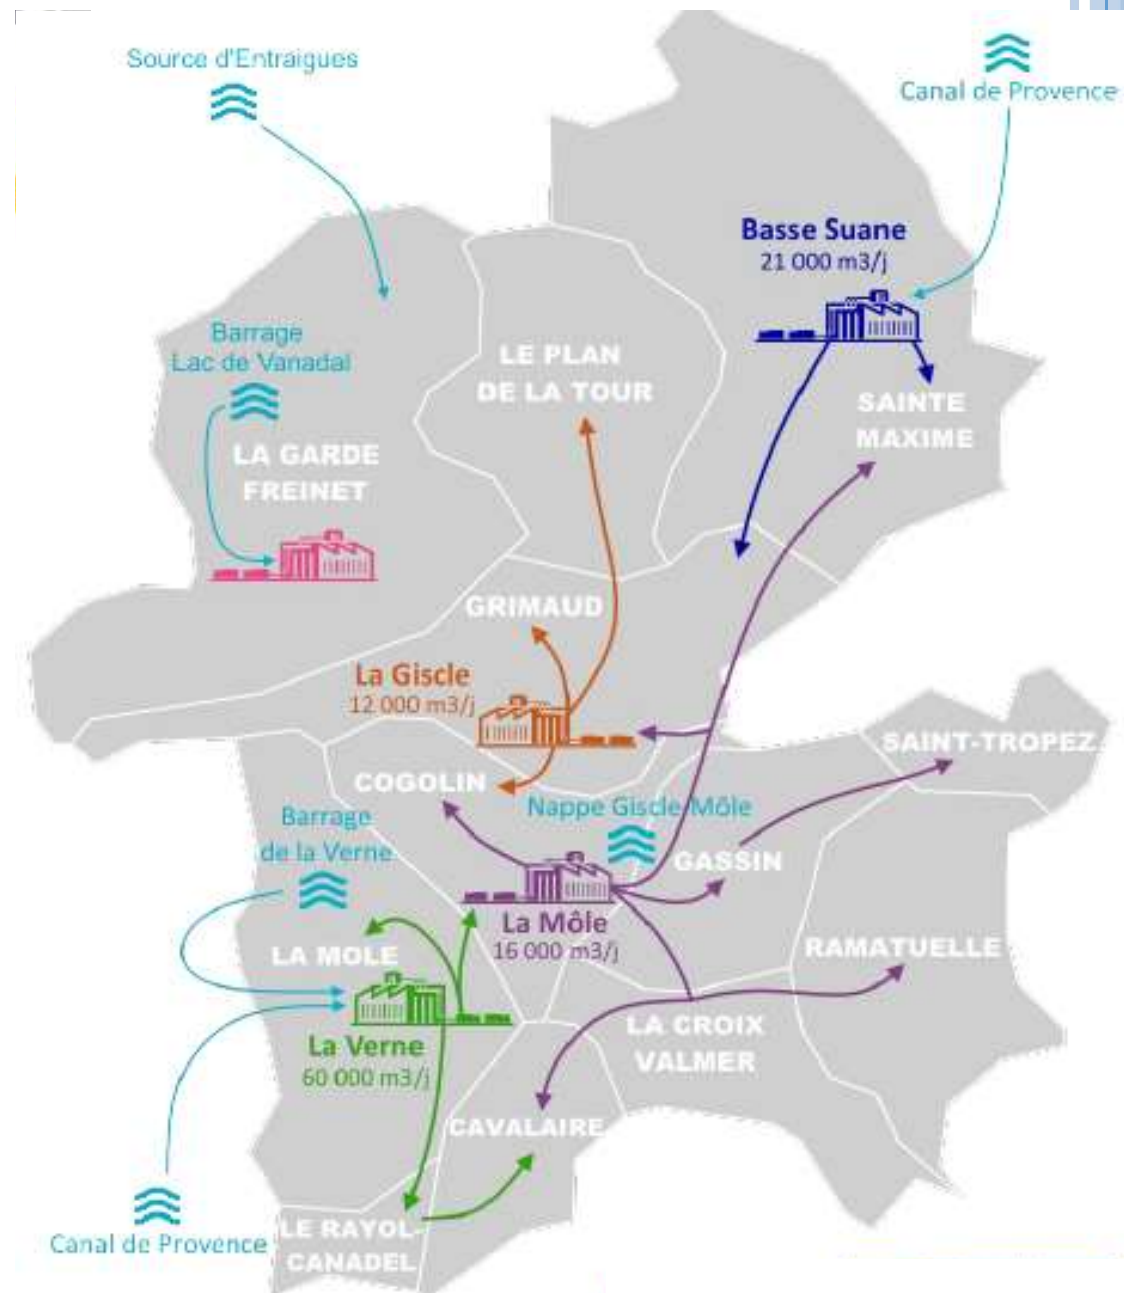 Source d'Entraigues
Canal de Provence
Basse Suane
21 000 m3/j
Barrage
Lac de Vanadal
LE PLAN
DE LA TOUR
SAINTE
MAXIME
LA GARDE
FREINET
GRIMAUD
La Giscle
12 000 m3/j
SAINT-TROPEZ
COGOLIN
Nappe Giscle-Môle
Barrage
de la Verne
GASSIN
La Môle
16 000 m3/j
LA MOLE
RAMATUELLE
LA CROIX
VALMER
La Verne
60 000 m3/j
CAVALAIRE
Canal de Provence
LE RAYOL-
CANADEL